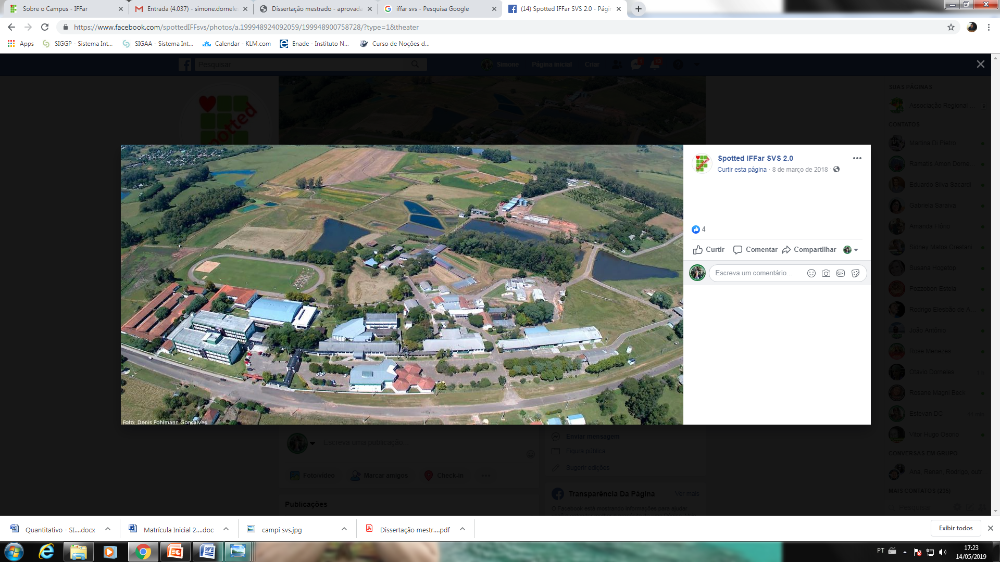 Sobre o Campus - IFFar
Entrada (4.037) - simone.dornele
Dissertação mestrado - aprovada
iffar svs - Pesquisa Google
(14) Spotted IFFar SVS 2.0 - Pági
https://www.facebook.com/spottedIFFsvs/photos/a.199948924092059/199948900758728/?type=1&theater
Apps
SIGGP - Sistema Int...
SIGAA - Sistema Int...
KLM
Calendar - KLM.com
Enade - Instituto N...
Curso de Noções d...
Pesquisar
Simone
Página inicial
Criar
13
SUAS PÁGINAS
Associação Regional
CONTATOS
Martina Di Pietro
Ramatis Amon Dorne...
Eduardo Silva Sacardi
Gabriela Saraiva
Amanda Flório
Sidney Matos Crestani
Susana Hogetop
Pozzobon Estela
Rodrigo Elesbão de A...
João Antônio
Rose Menezes
Otavio Dorneles
Rosane Magni Beck
Estevan DC
Vitor Hugo Osorio
CONVERSAS EM GRUPO
Ana, Renan, Rodrigo, outr...
MAIS CONTATOS (236)
Pesquisar
Spotted
Spotted IFFar SVS 2.0
Curtir esta página · 8 de março de 2018 ·
4
Curtir
Comentar
Compartilhar
Escreva um comentário...
GIF
Foto: Denis Pohlmann Gonçalves
Escreva uma publicação...
Foto/vídeo
Marcar amigos
Check-in
Publicações
Enviar mensagem
Figura pública
Sugerir edições
Transparência Da Página
Ver mais
O Facebook está mostrando informações para ajudar
Quantitativo - SI....docx
Matrícula Inicial 2....doc
campi svs.jpg
Dissertação mestr....pdf
Exibir todos
PT
17:23
14/05/2019